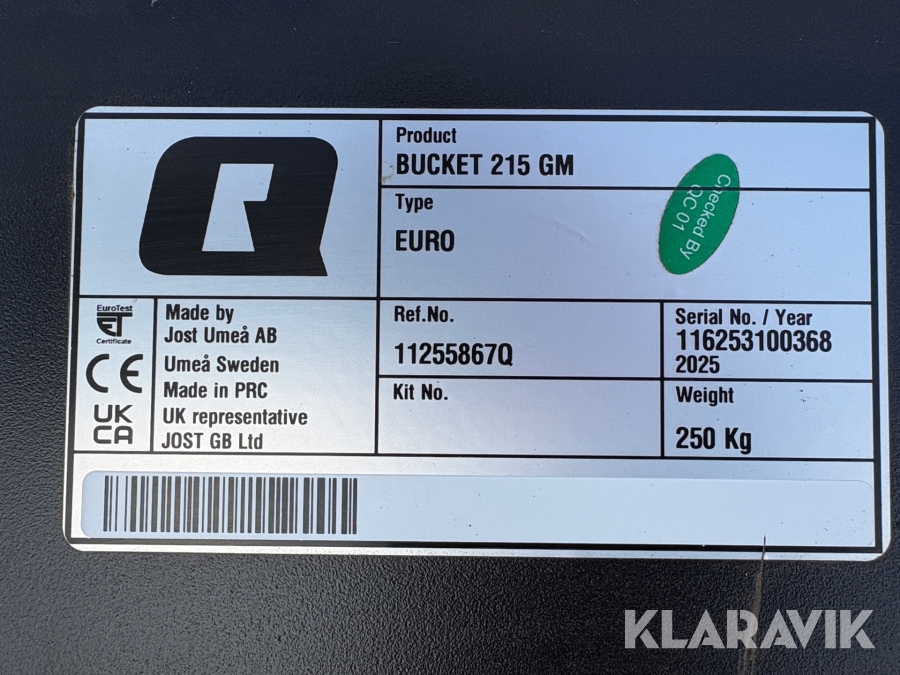 Product
BUCKET 215 GM
Type
EURO
Checked By
QC 01
EuroTest
ET
Certificate
CE
UK
CA
Made by
Jost Umeå AB
Umeå Sweden
Made in PRC
UK representative
JOST GB Ltd
Ref.No.
11255867Q
Kit No.
Serial No. / Year
116253100368
2025
Weight
250 Kg
KLARAVIK